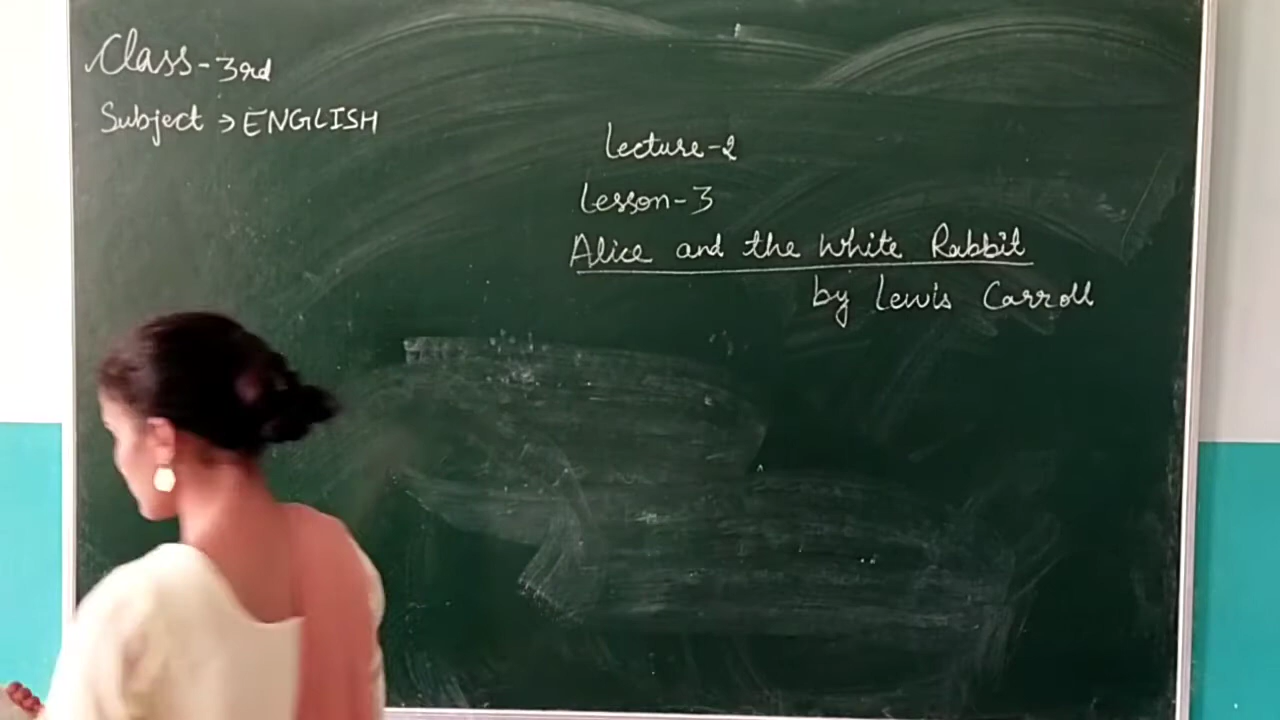 Class-3rd
Subject → ENGLISH
Lecture-2
Lesson-3
Alice and the White Rabbit
by Lewis Carroll